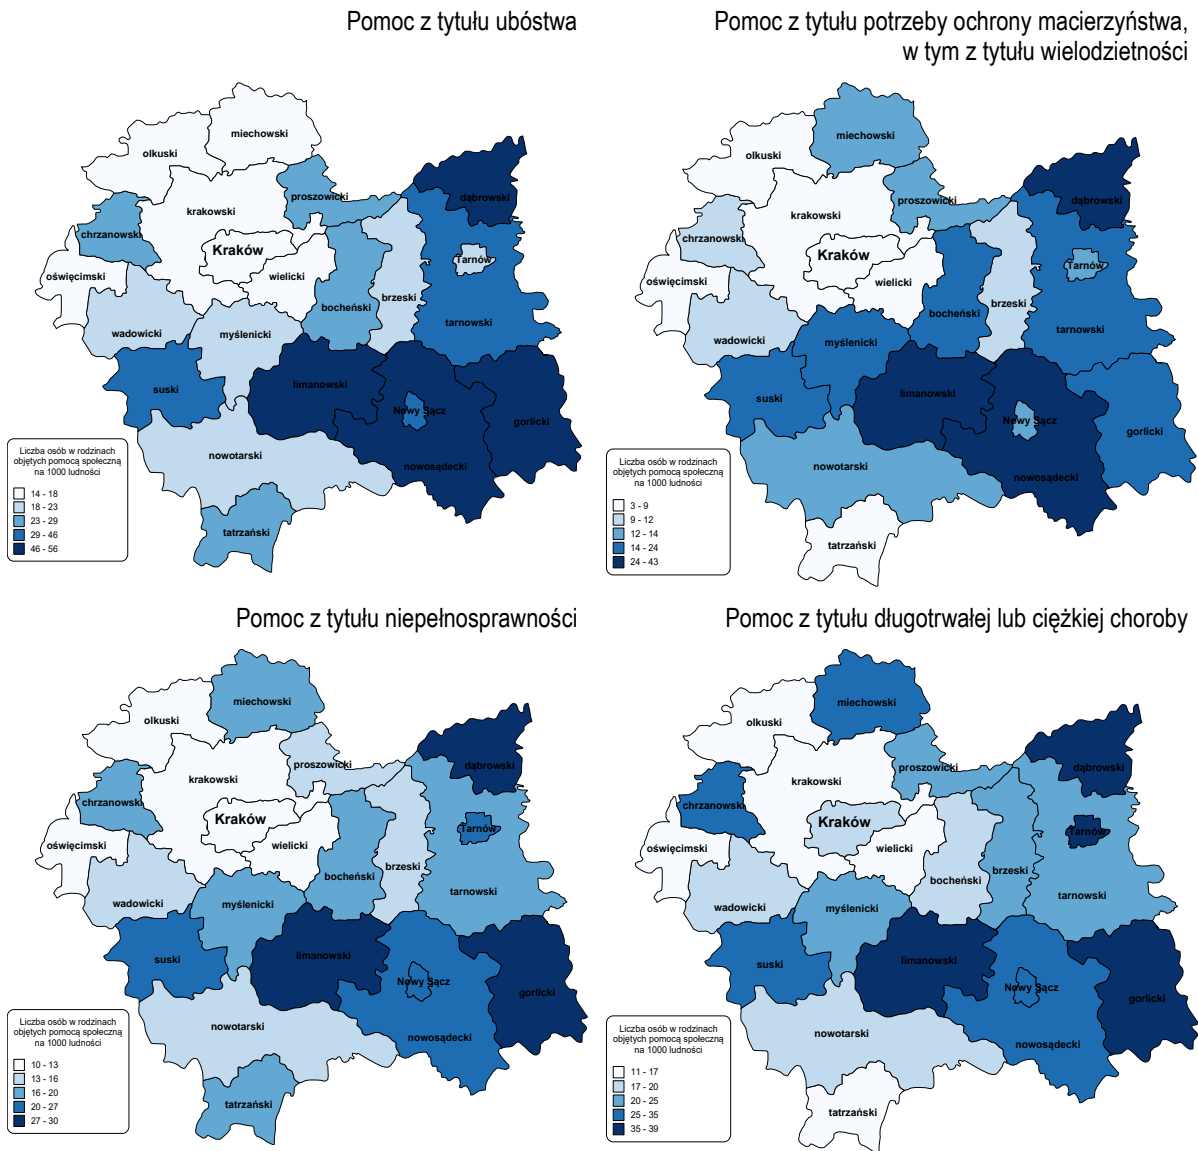 Pomoc z tytułu ubóstwa
miechowski
olkuski
proszowicki
dąbrowski
krakowski
chrzanowski
Kraków
Tarnów
oświęcimski
wielicki
brzeski
bocheński
tarnowski
wadowicki
myślenicki
suski
limanowski
Nowy Sącz
gorlicki
nowotarski
nowosądecki
tatrzański
Liczba osób w rodzinach
objętych pomocą społeczną
na 1000 ludności
14 - 18
18 - 23
23 - 29
29 - 46
46 - 56
Pomoc z tytułu potrzeby ochrony macierzyństwa,
w tym z tytułu wielodzietności
miechowski
olkuski
proszowicki
dąbrowski
krakowski
chrzanowski
Kraków
Tarnów
oświęcimski
wielicki
brzeski
bocheński
tarnowski
wadowicki
myślenicki
suski
limanowski
Nowy Sącz
gorlicki
nowotarski
nowosądecki
tatrzański
Liczba osób w rodzinach
objętych pomocą społeczną
na 1000 ludności
3 - 9
9 - 12
12 - 14
14 - 24
24 - 43
Pomoc z tytułu niepełnosprawności
miechowski
olkuski
proszowicki
dąbrowski
krakowski
chrzanowski
Kraków
Tarnów
oświęcimski
wielicki
brzeski
bocheński
tarnowski
wadowicki
myślenicki
suski
limanowski
Nowy Sącz
gorlicki
nowotarski
nowosądecki
tatrzański
Liczba osób w rodzinach
objętych pomocą społeczną
na 1000 ludności
10 - 13
13 - 16
16 - 20
20 - 27
27 - 30
Pomoc z tytułu długotrwałej lub ciężkiej choroby
miechowski
olkuski
proszowicki
dąbrowski
krakowski
chrzanowski
Kraków
Tarnów
oświęcimski
wielicki
brzeski
bocheński
tarnowski
wadowicki
myślenicki
suski
limanowski
Nowy Sącz
gorlicki
nowotarski
nowosądecki
tatrzański
Liczba osób w rodzinach
objętych pomocą społeczną
na 1000 ludności
11 - 17
17 - 20
20 - 25
25 - 35
35 - 39